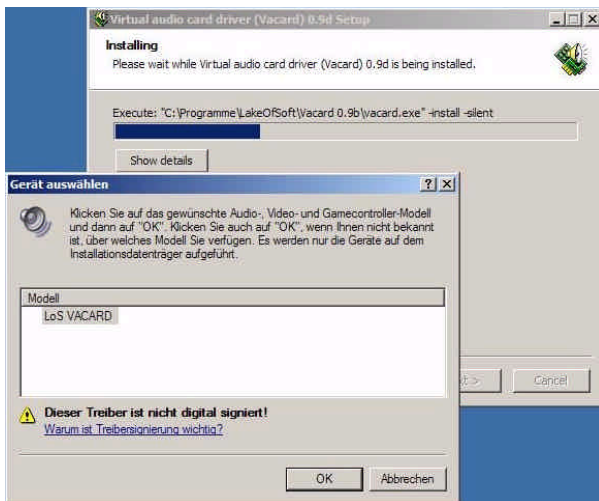 Virtual audio card driver (Vacard) 0.9d Setup
Installing
Please wait while Virtual audio card driver (Vacard) 0.9d is being installed.
Execute: "C:\Programme\LakeOfSoft\Vacard 0.9b\vacard.exe" -install -silent
Show details
Gerät auswählen
Klicken Sie auf das gewünschte Audio-, Video-und Gamecontroller-Modell
und dann auf "OK". Klicken Sie auch auf "OK", wenn Ihnen nicht bekannt
ist, über welches Modell Sie verfügen. Es werden nur die Geräte auf dem
Installationsdatenträger aufgeführt.
Modell
LoS VACARD
Cancel
Dieser Treiber ist nicht digital signiert!
Warum ist Treibersignierung wichtig?
OK
Abbrechen